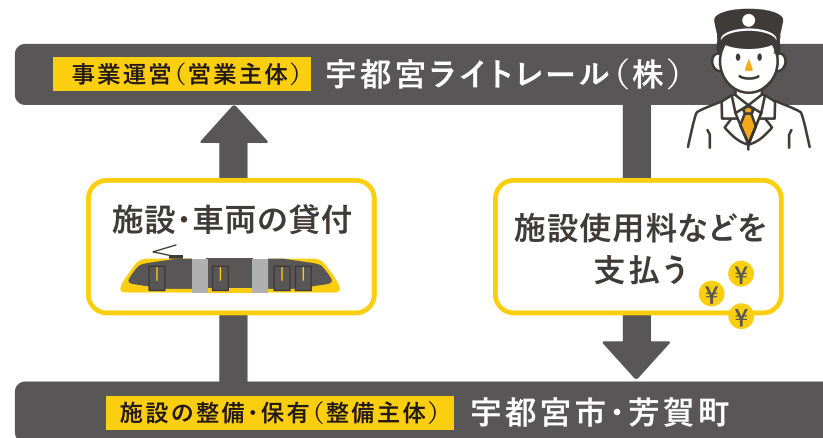 事業運営(営業主体) 宇都宮ライトレール(株)
施設・車両の貸付
施設使用料などを
支払う
¥
¥
¥
施設の整備・保有(整備主体) 宇都宮市・芳賀町